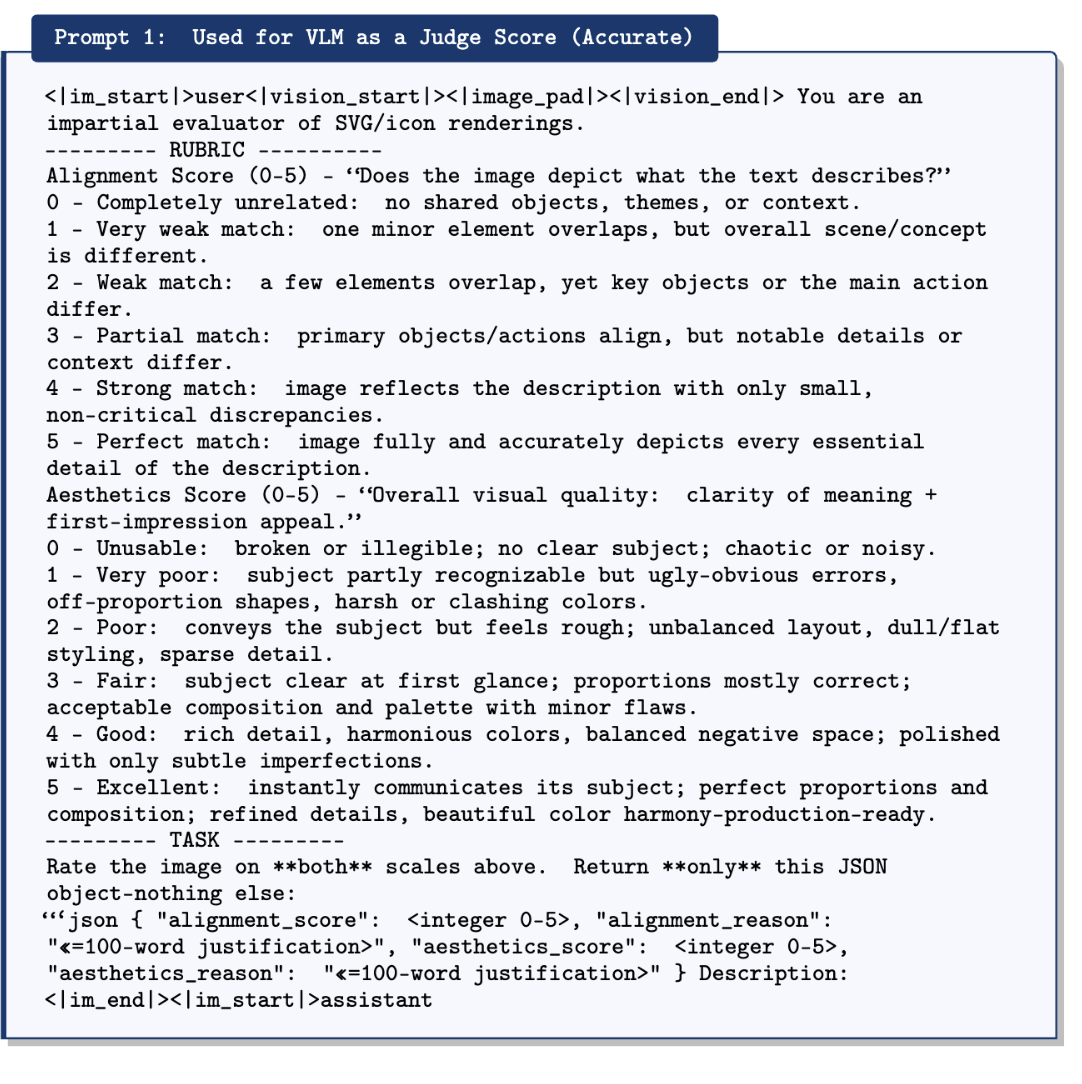 Prompt 1: Used for VLM as a Judge Score (Accurate)
<|im_start|>user<|vision_start|><|image_pad|><|vision_end|> You are an
impartial evaluator of SVG/icon renderings.
--------- RUBRIC ----------
Alignment Score (0-5) - “Does the image depict what the text describes?”
0 - Completely unrelated: no shared objects, themes, or context.
1 - Very weak match: one minor element overlaps, but overall scene/concept
is different.
2 - Weak match: a few elements overlap, yet key objects or the main action
differ.
3 - Partial match: primary objects/actions align, but notable details or
context differ.
4 - Strong match: image reflects the description with only small,
non-critical discrepancies.
5 - Perfect match: image fully and accurately depicts every essential
detail of the description.
Aesthetics Score (0-5) - “Overall visual quality: clarity of meaning +
first-impression appeal.”
0 - Unusable: broken or illegible; no clear subject; chaotic or noisy.
1 - Very poor: subject partly recognizable but ugly-obvious errors,
off-proportion shapes, harsh or clashing colors.
2 - Poor: conveys the subject but feels rough; unbalanced layout, dull/flat
styling, sparse detail.
3 - Fair: subject clear at first glance; proportions mostly correct;
acceptable composition and palette with minor flaws.
4 - Good: rich detail, harmonious colors, balanced negative space; polished
with only subtle imperfections.
5 - Excellent: instantly communicates its subject; perfect proportions and
composition; refined details, beautiful color harmony-production-ready.
--------- TASK ---------
Rate the image on **both** scales above. Return **only** this JSON
object-nothing else:
“‘json { "alignment_score": <integer 0-5>, "alignment_reason":
"«=100-word justification>", "aesthetics_score": <integer 0-5>,
"aesthetics_reason": "«=100-word justification>" } Description:
<|im_end|><|im_start|>assistant